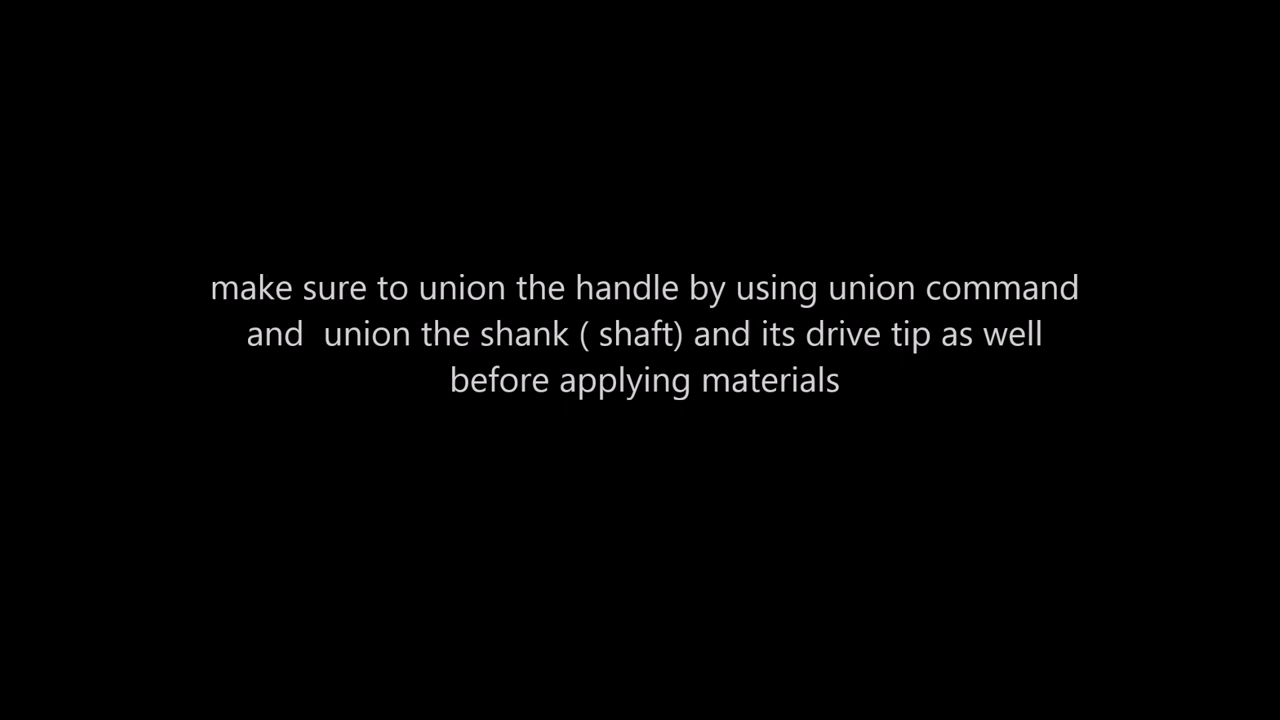 make sure to union the handle by using union command
and  union the shank ( shaft) and its drive tip as well
before applying materials